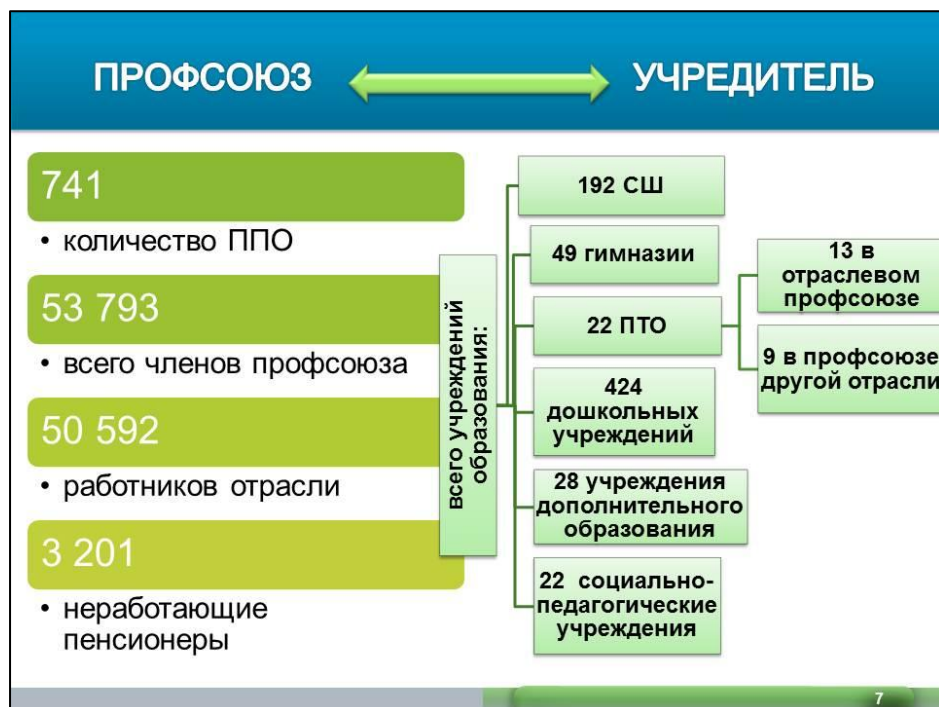 ПРОФСОЮЗ
УЧРЕДИТЕЛЬ
741
• количество ППО
53 793
• всего членов профсоюза
50 592
• работников отрасли
3 201
• неработающие
пенсионеры
всего учреждений
образования:
192 СШ
49 гимназии
22 ПТО
13 в
отраслевом
профсоюзе
9 в профсоюзе
другой отрасли
424
дошкольных
учреждений
28 учреждения
дополнительного
образования
22 социально-
педагогические
учреждения
7